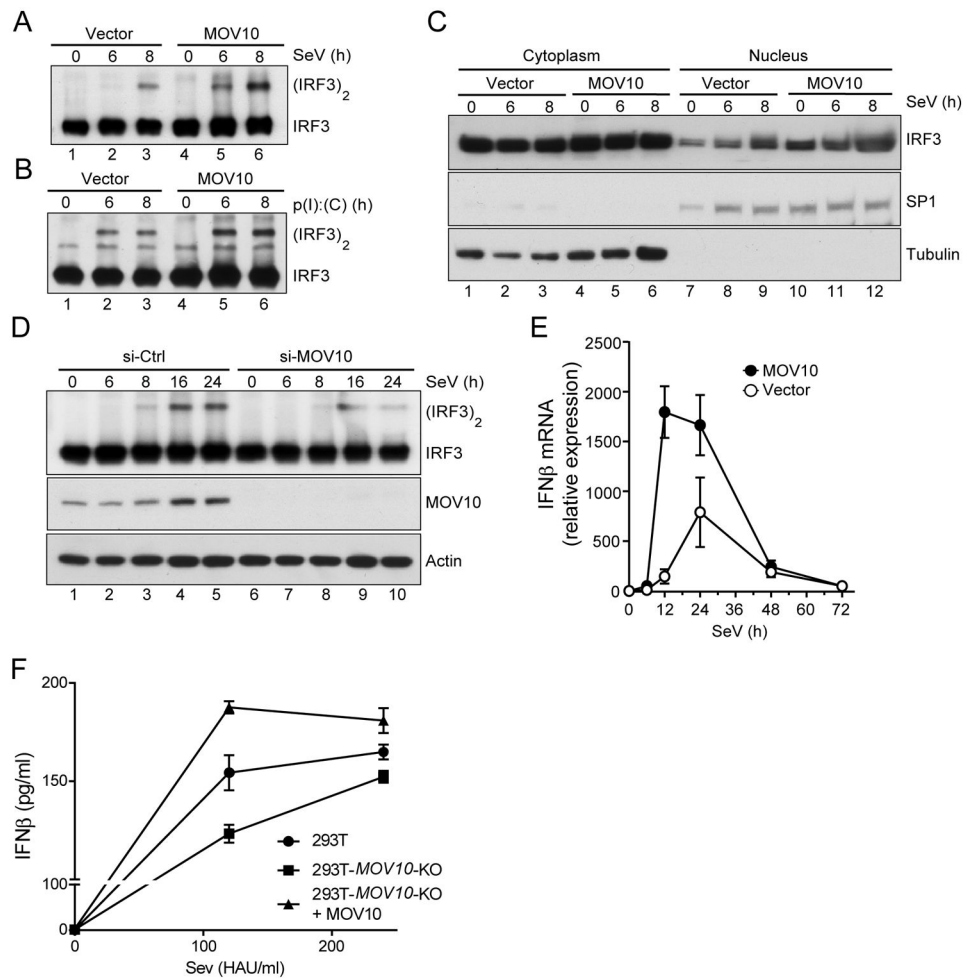 A
Vector MOV10
0 6 8 0 6 8 SeV (h)
(IRF3)2
IRF3
1 2 3 4 5 6
B
Vector MOV10
0 6 8 0 6 8 p(I):(C) (h)
(IRF3)2
IRF3
1 2 3 4 5 6
C
Cytoplasm Nucleus
Vector MOV10 Vector MOV10
0 6 8 0 6 8 0 6 8 0 6 8 SeV (h)
IRF3
SP1
Tubulin
1 2 3 4 5 6 7 8 9 10 11 12
D
si-Ctrl si-MOV10
0 6 8 16 24 0 6 8 16 24 SeV (h)
(IRF3)2
IRF3
MOV10
Actin
1 2 3 4 5 6 7 8 9 10
E
IFNβ mRNA
(relative expression)
2500
2000
1500
1000
500
0
MOV10
Vector
0 12 24 36 48 72
SeV (h)
F
IFNβ (pg/ml)
200
150
100
0
293T
293T-MOV10-KO
293T-MOV10-KO
+ MOV10
0 100 200
Sev (HAU/ml)